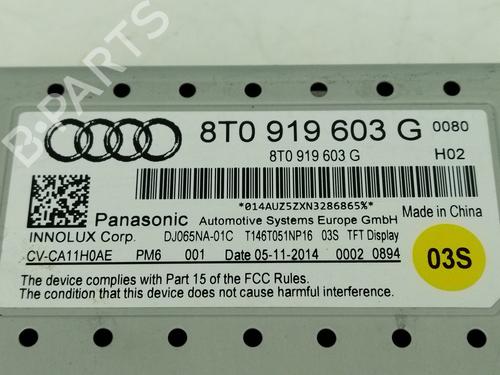 8T0 919 603 G 0080
8T0 919 603 G H02
*014AUZ5ZXN3286865%*
Panasonic Automotive Systems Europe GmbH Made in China
INNOLUX Corp. DJ065NA-01C T146T051NP16 03S TFT Display
CV-CA11H0AE PM6 001 Date 05-11-2014 0002 0894
03S
The device complies with Part 15 of the FCC Rules.
The condition that this device does not cause harmful interference.
B-PARTS